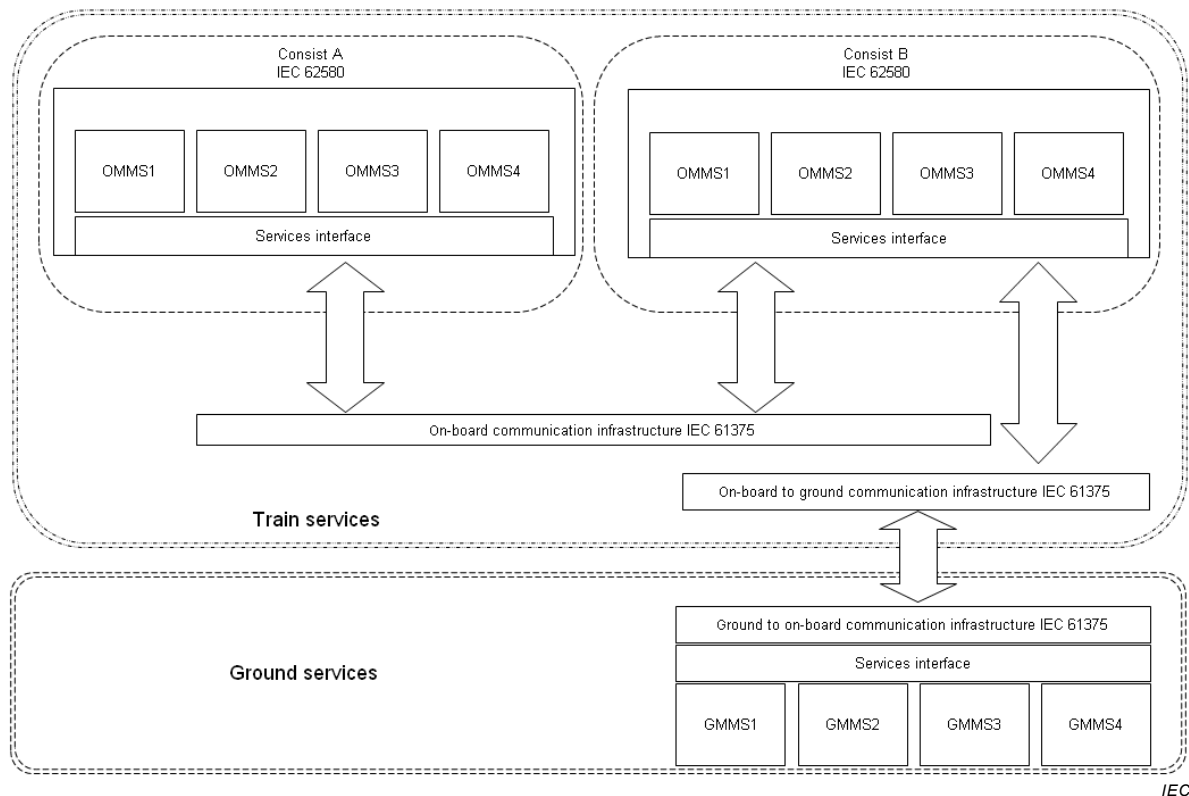 Consist A
IEC 62580
OMMS1
OMMS2
OMMS3
OMMS4
Services interface
Consist B
IEC 62580
OMMS1
OMMS2
OMMS3
OMMS4
Services interface
On-board communication infrastructure IEC 61375
On-board to ground communication infrastructure IEC 61375
Train services
Ground to on-board communication infrastructure IEC 61375
Services interface
Ground services
GMMS1
GMMS2
GMMS3
GMMS4
IEC